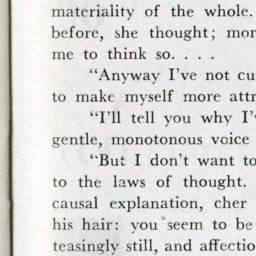 materiality of the whole.
before, she thought; mor
me to think so. . . .
"Anyway I've not cu
to make myself more attr
"I'll tell you why I'v
gentle, monotonous voice
"But I don't want to
to the laws of thought.
causal explanation, cher
his hair: you seem to be
teasingly still, and affectio